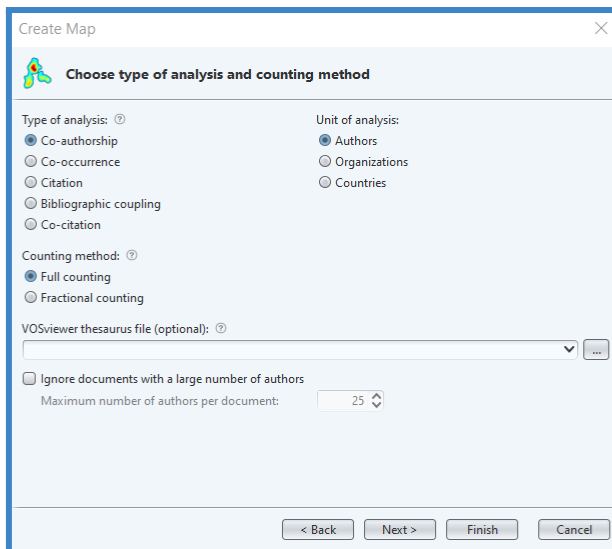 Create Map
Choose type of analysis and counting method
Type of analysis: ?
Co-authorship
Co-occurrence
Citation
Bibliographic coupling
Co-citation
Unit of analysis:
Authors
Organizations
Countries
Counting method: ?
Full counting
Fractional counting
VOSviewer thesaurus file (optional): ?
...
Ignore documents with a large number of authors
Maximum number of authors per document: 25
< Back Next > Finish Cancel